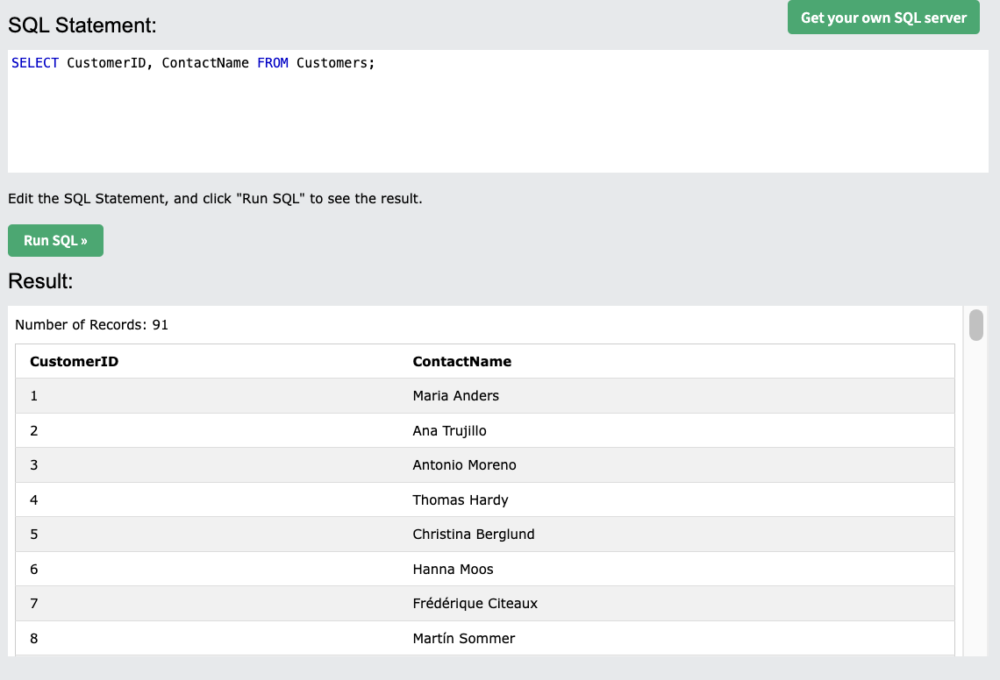 SQL Statement:
Get your own SQL server
SELECT CustomerID, ContactName FROM Customers;
Edit the SQL Statement, and click "Run SQL" to see the result.
Run SQL »
Result:
Number of Records: 91
CustomerID ContactName
1 Maria Anders
2 Ana Trujillo
3 Antonio Moreno
4 Thomas Hardy
5 Christina Berglund
6 Hanna Moos
7 Frédérique Citeaux
8 Martín Sommer